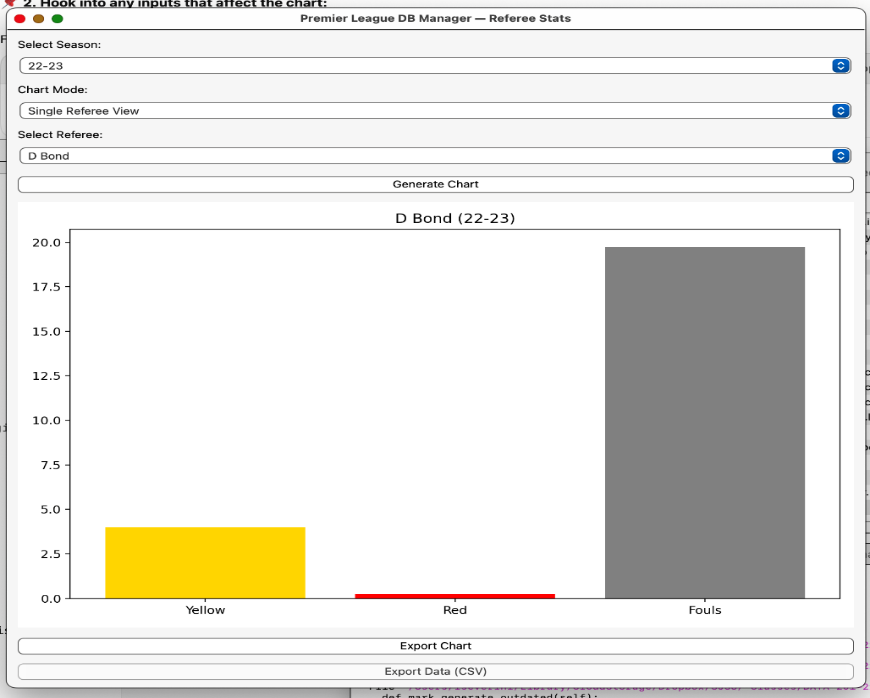 2. Hook into any inputs that affect the chart:
Premier League DB Manager — Referee Stats
Select Season:
22-23
Chart Mode:
Single Referee View
Select Referee:
D Bond
Generate Chart
D Bond (22-23)
20.0
17.5
15.0
12.5
10.0
7.5
5.0
2.5
0.0
Yellow
Red
Fouls
Export Chart
Export Data (CSV)
def mark_generate_outdated(self):